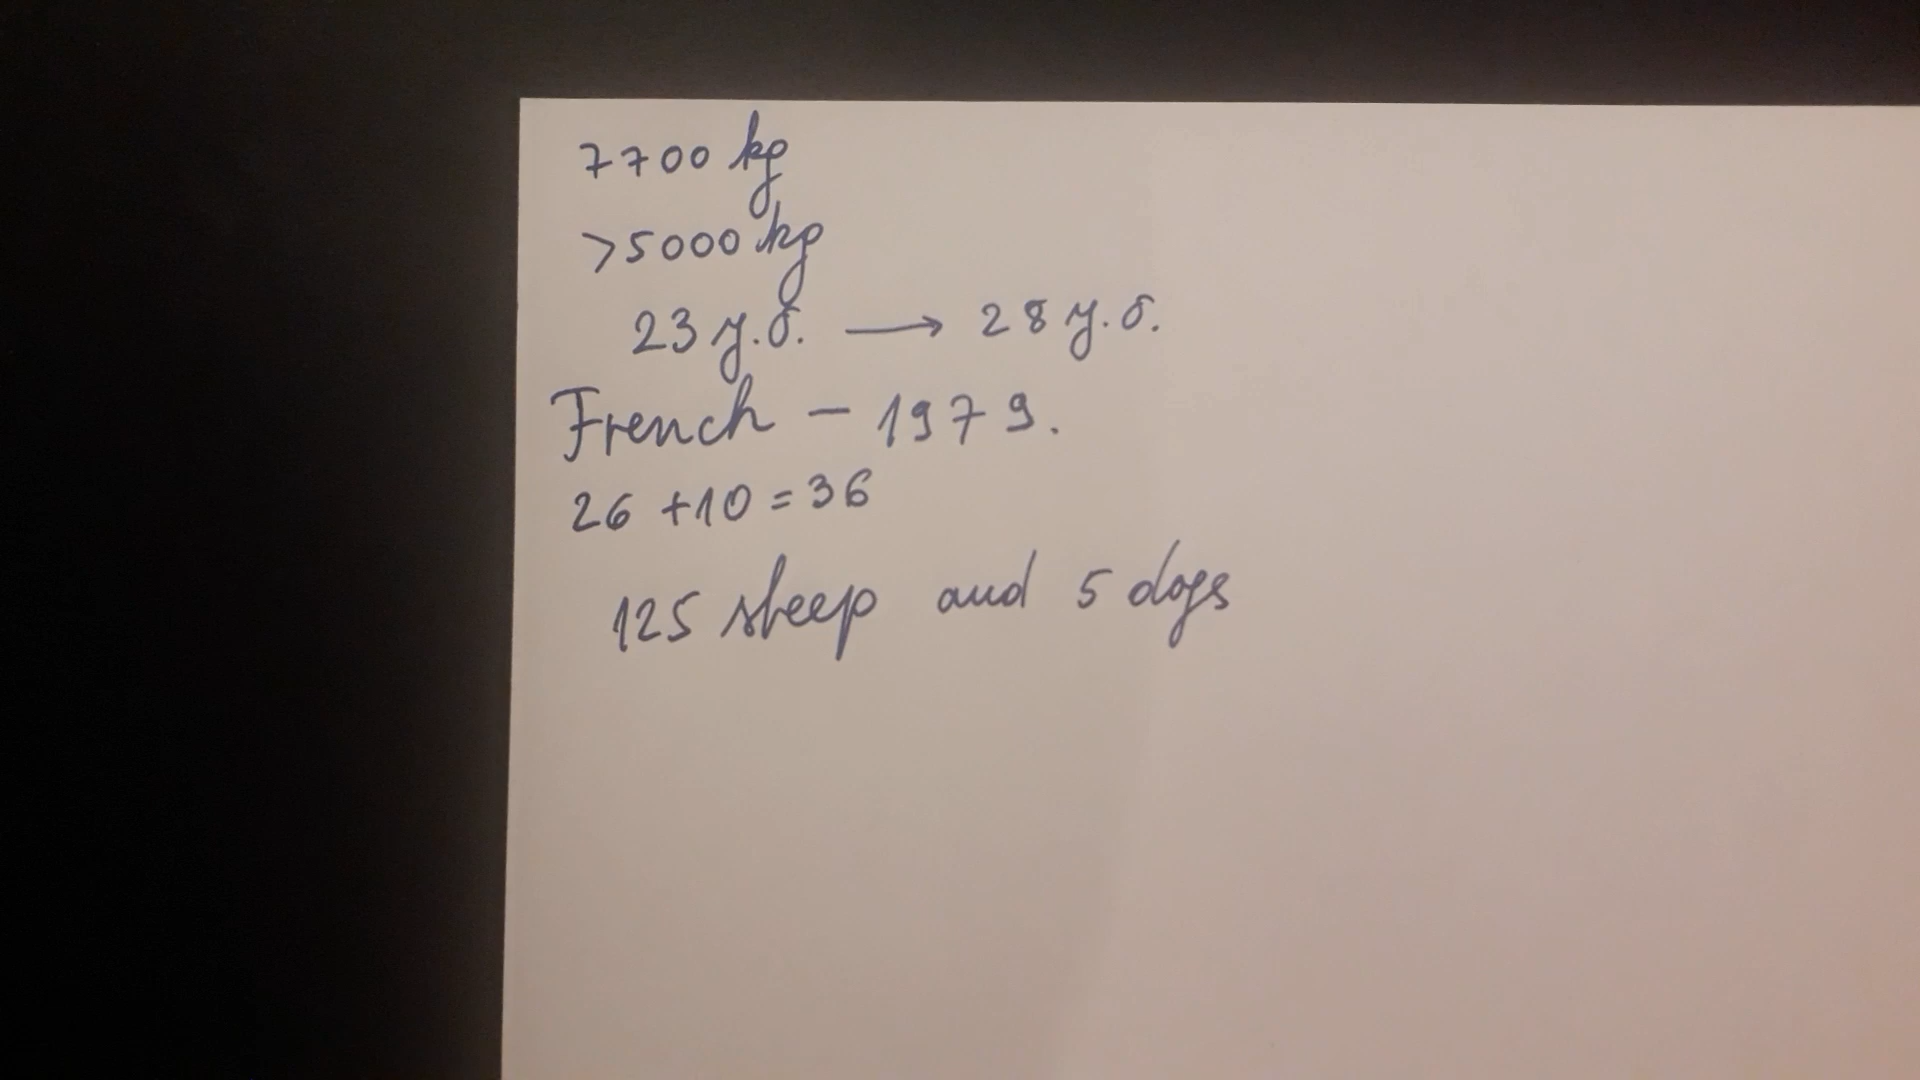 7700 kg
>5000 kg
23 y.o. → 28 y.o.
French – 1979.
26 + 10 = 36
125 sheep and 5 dogs